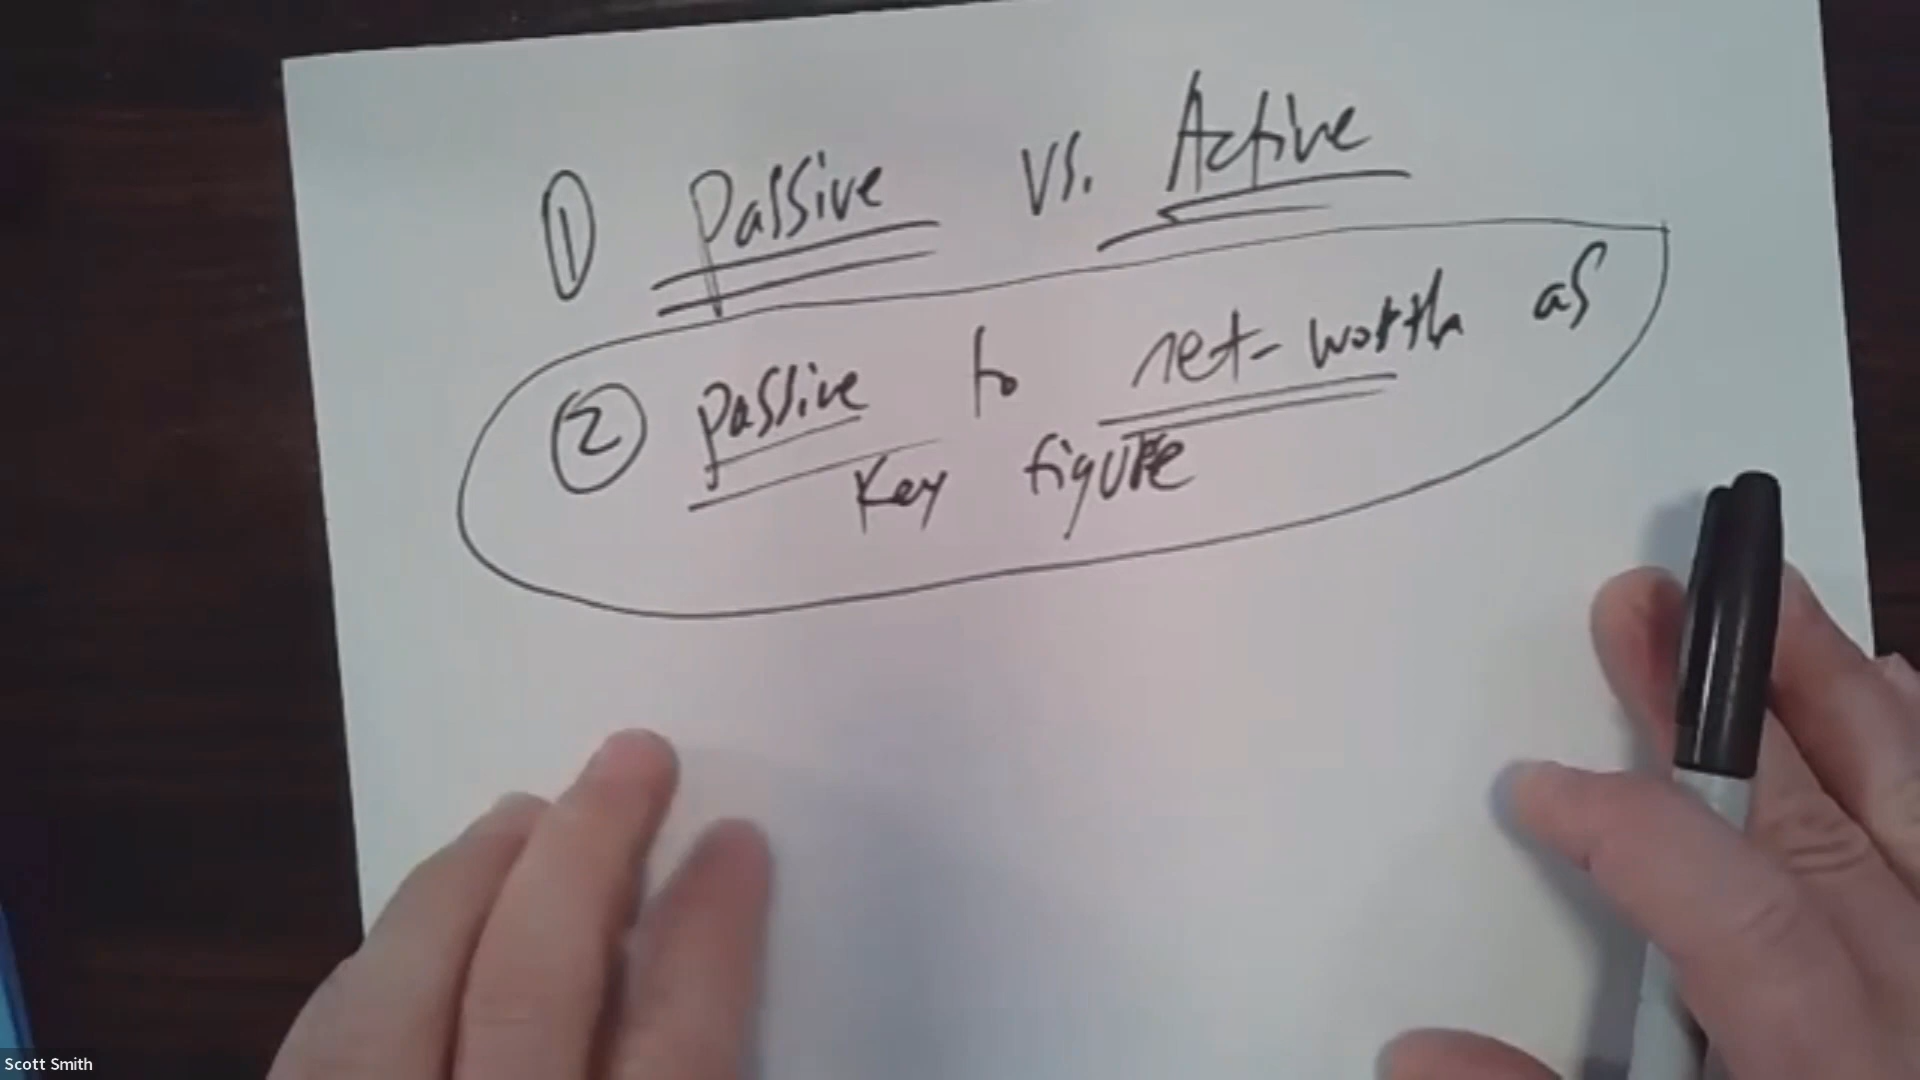 ① Passive vs. Active
② passive to net-worth as
key figure
Scott Smith